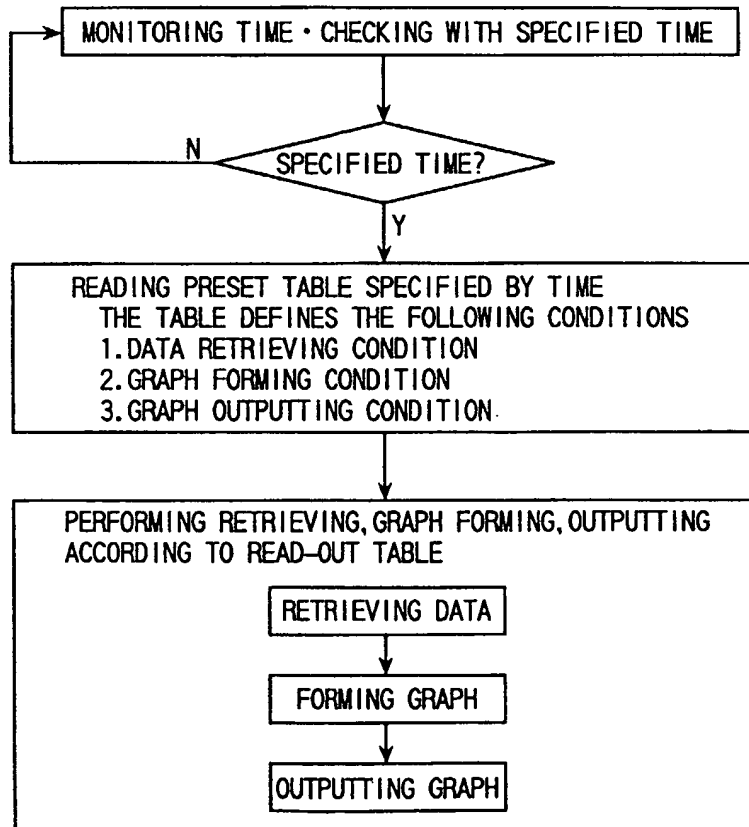 MONITORING TIME・CHECKING WITH SPECIFIED TIME
N
SPECIFIED TIME?
Y
READING PRESET TABLE SPECIFIED BY TIME
THE TABLE DEFINES THE FOLLOWING CONDITIONS
1.DATA RETRIEVING CONDITION
2.GRAPH FORMING CONDITION
3.GRAPH OUTPUTTING CONDITION
PERFORMING RETRIEVING,GRAPH FORMING,OUTPUTTING
ACCORDING TO READ-OUT TABLE
RETRIEVING DATA
FORMING GRAPH
OUTPUTTING GRAPH